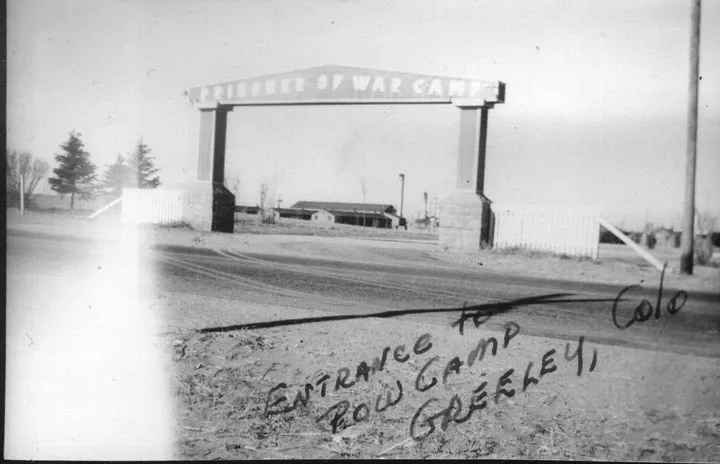 PRISONER OF WAR CAMP
ENTRANCE to
POW CAMP
GREELEY, Colo